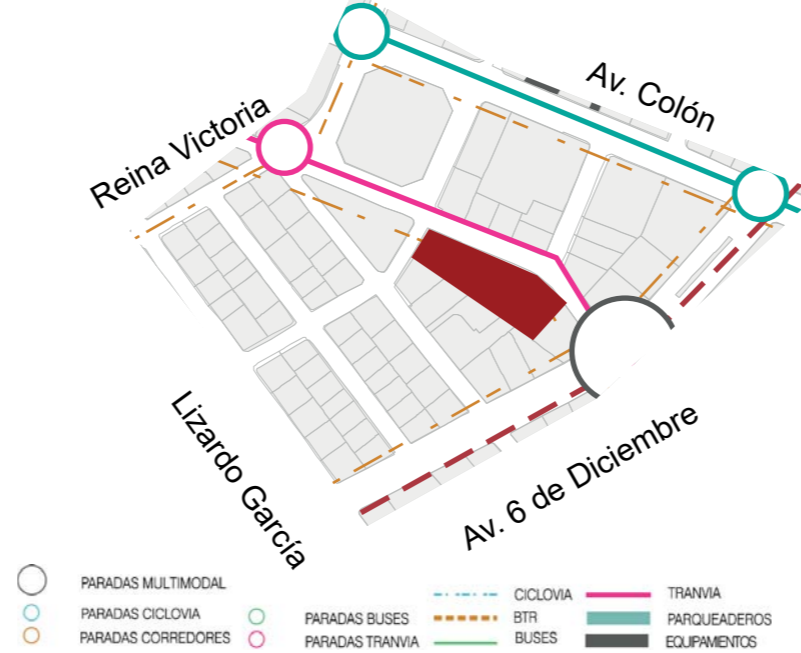 Av. Colón
Reina Victoria
Lizardo García
Av. 6 de Diciembre
PARADAS MULTIMODAL
PARADAS CICLOVIA
PARADAS CORREDORES
PARADAS BUSES
PARADAS TRANVIA
CICLOVIA
BTR
BUSES
TRANVIA
PARQUEADEROS
EQUIPAMIENTOS